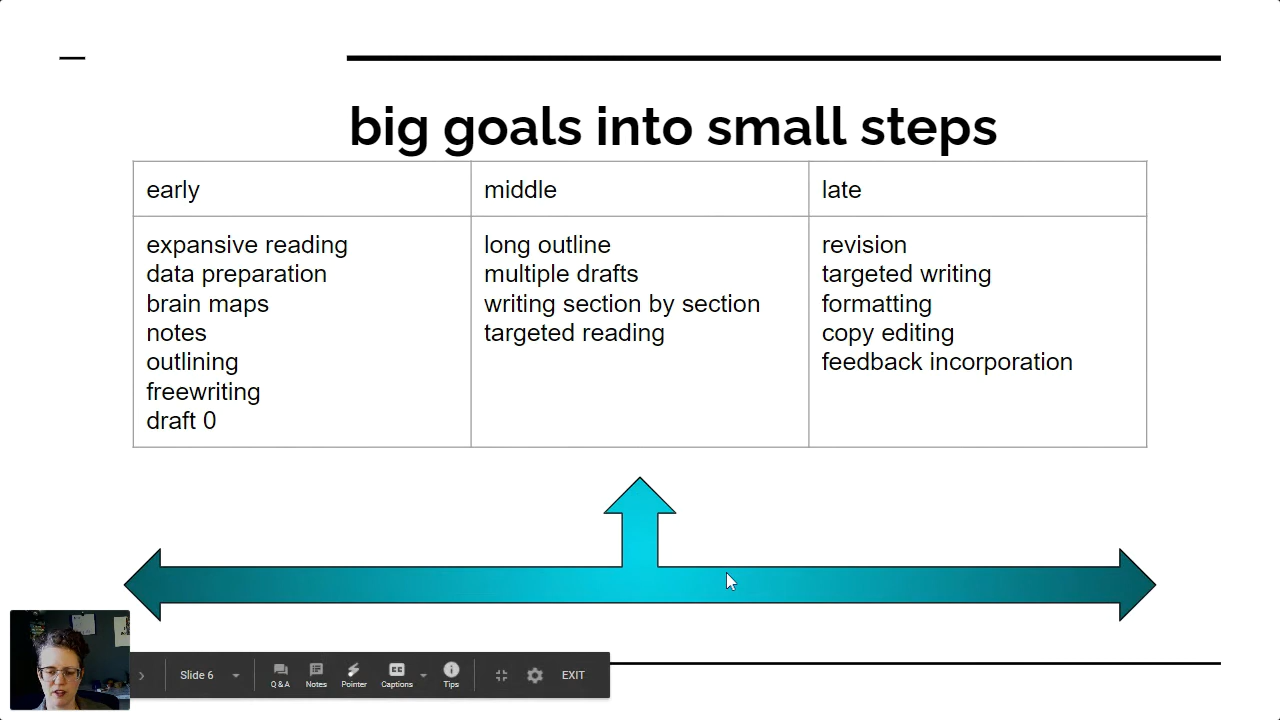 big goals into small steps
early
middle
late
expansive reading
data preparation
brain maps
notes
outlining
freewriting
draft 0
long outline
multiple drafts
writing section by section
targeted reading
revision
targeted writing
formatting
copy editing
feedback incorporation
Slide 6
Q&A
Notes
Pointer
CC
Captions
Tips
EXIT